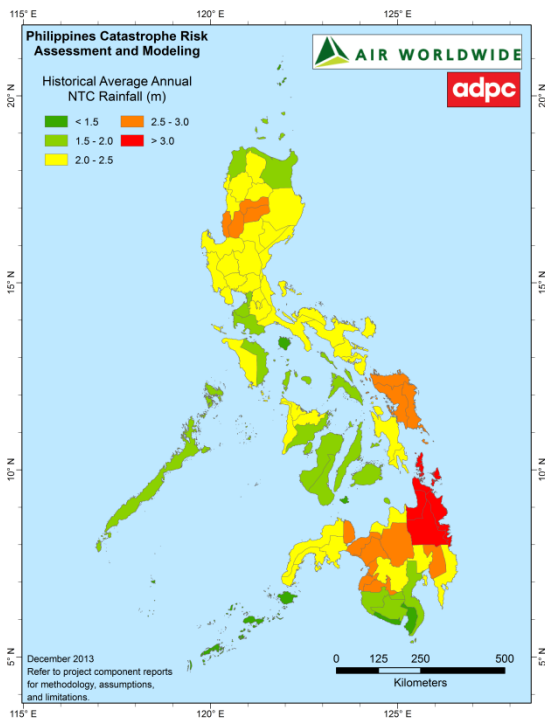 115° E 120° E 125° E
Philippines Catastrophe Risk
Assessment and Modeling
AIR WORLDWIDE
adpc
Historical Average Annual
NTC Rainfall (m)
< 1.5
2.5 - 3.0
1.5 - 2.0
> 3.0
2.0 - 2.5
20° N
20° N
15° N
15° N
10° N
10° N
5° N
5° N
December 2013
Refer to project component reports
for methodology, assumptions,
and limitations.
0 125 250 500
Kilometers
115° E 120° E 125° E